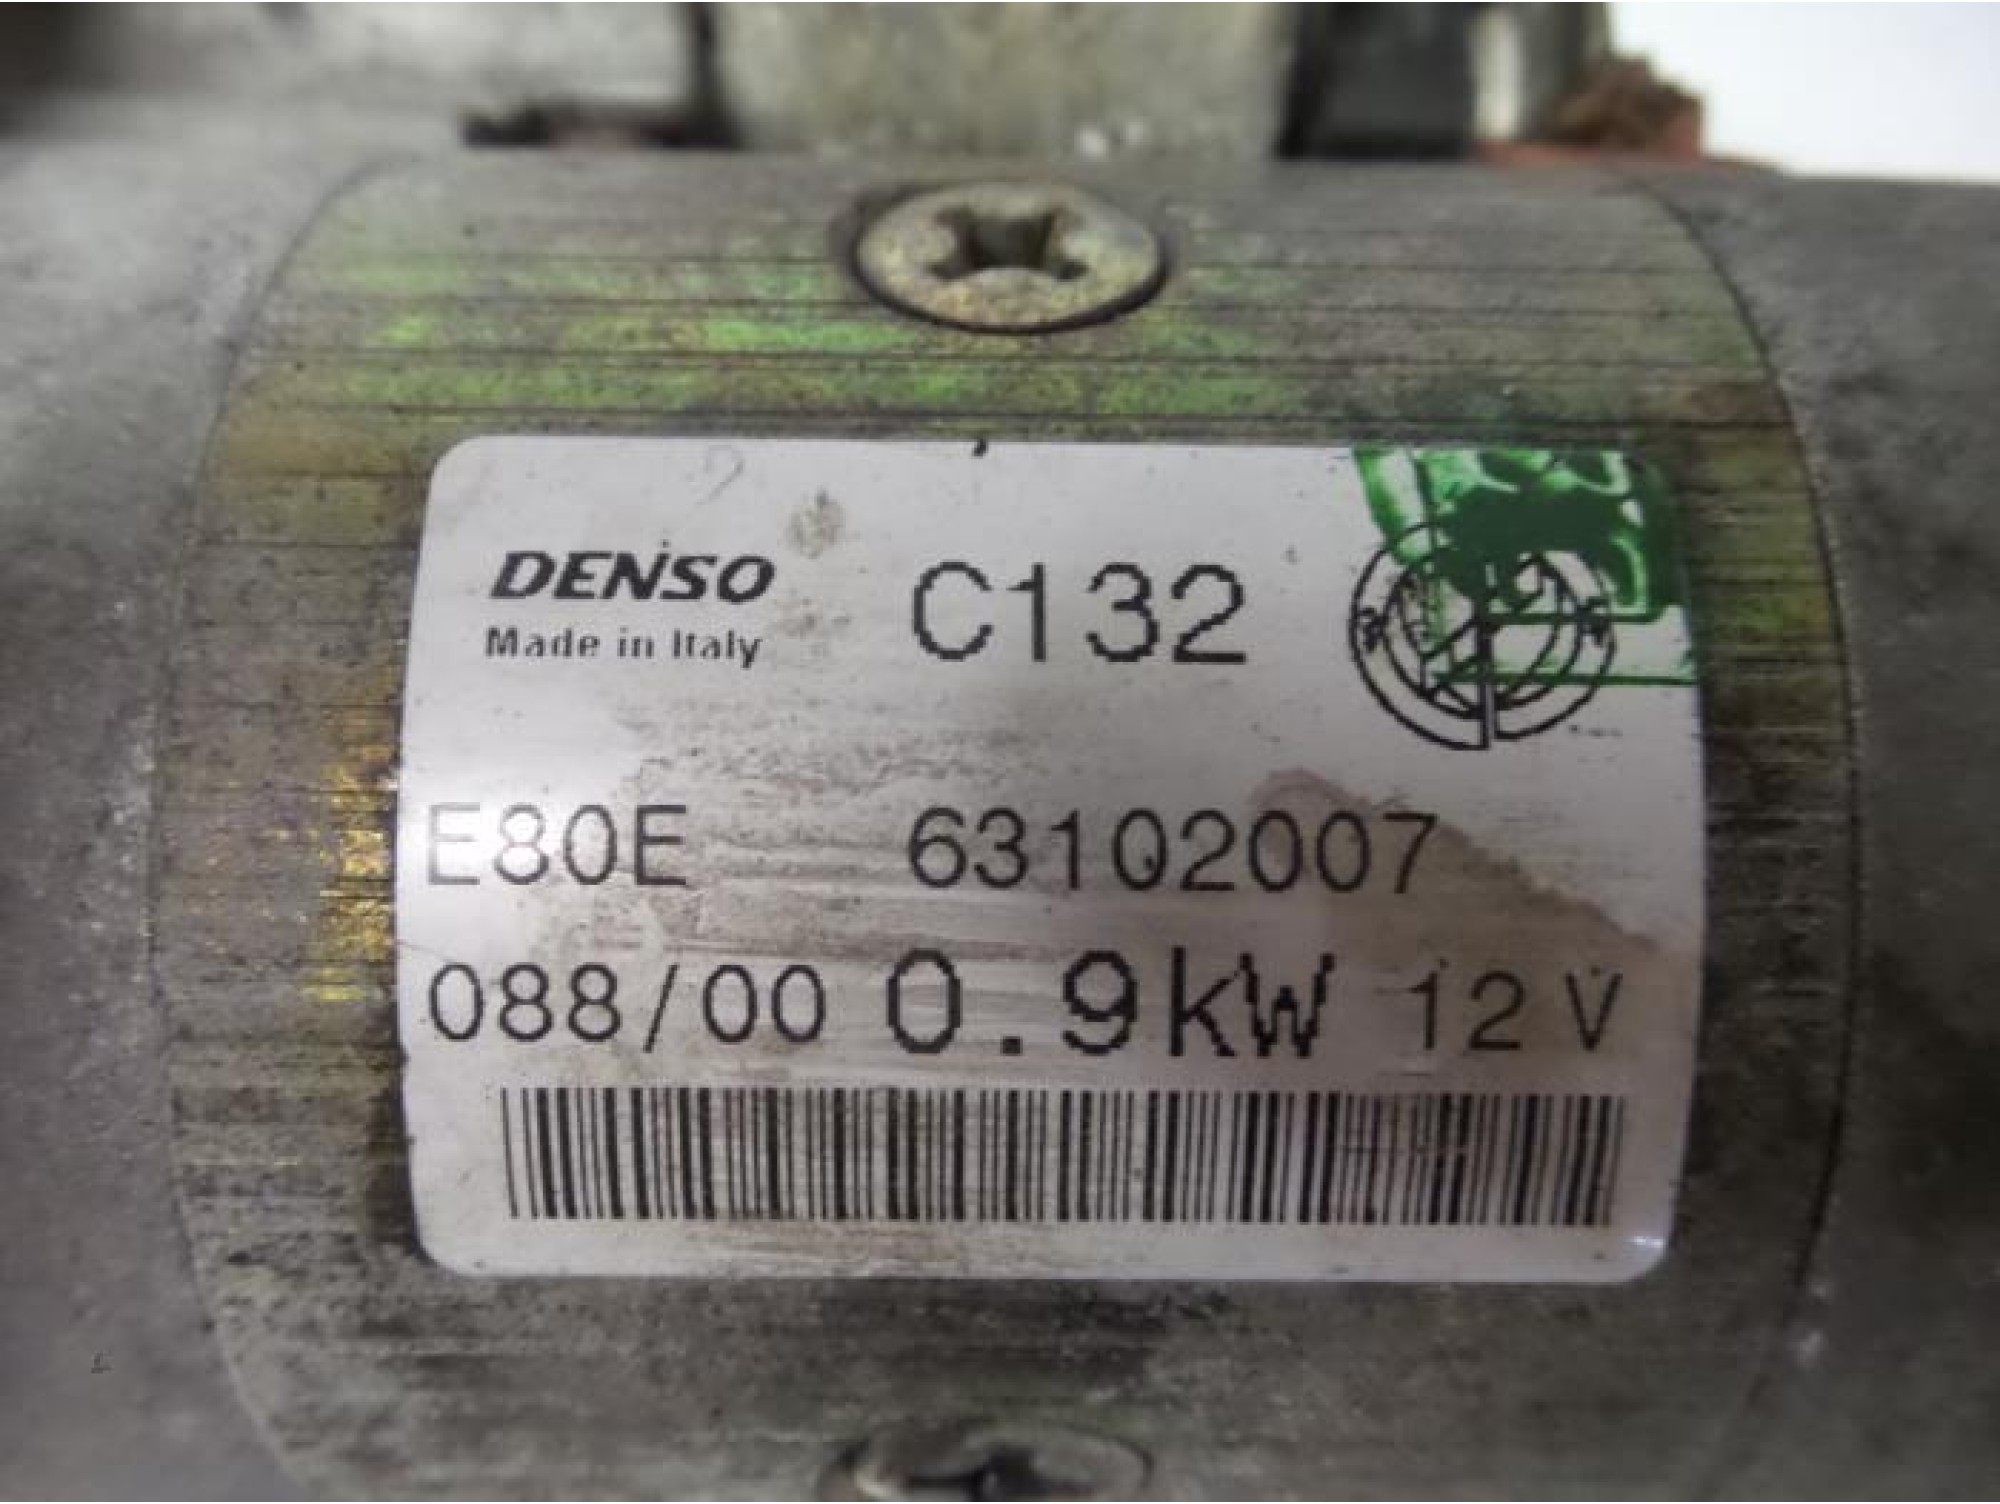 DENSO C132
Made in Italy
E80E 63102007
088/00 0.9kW 12V